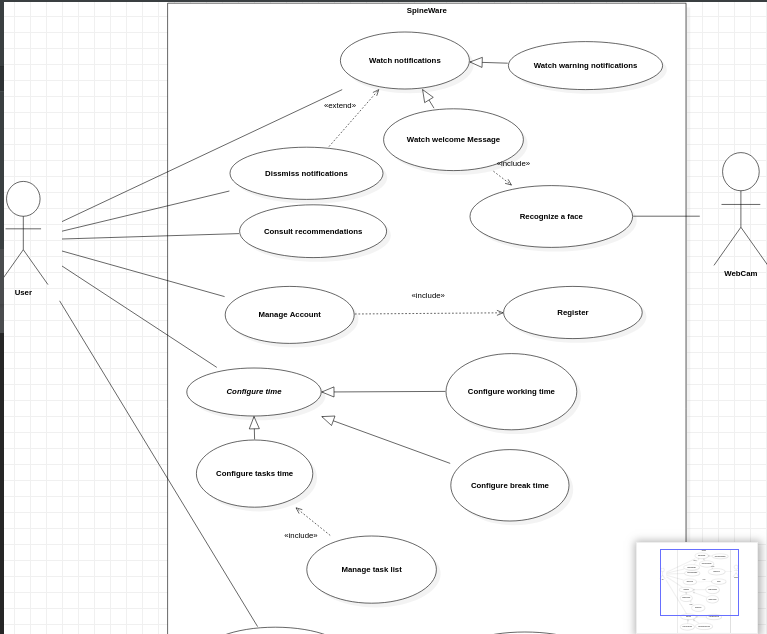 SpineWare
Watch notifications
Watch warning notifications
«extend»
Watch welcome Message
«include»
Dissmiss notifications
Recognize a face
Consult recommendations
WebCam
User
«include»
Manage Account
Register
Configure time
Configure working time
Configure tasks time
Configure break time
«include»
Manage task list